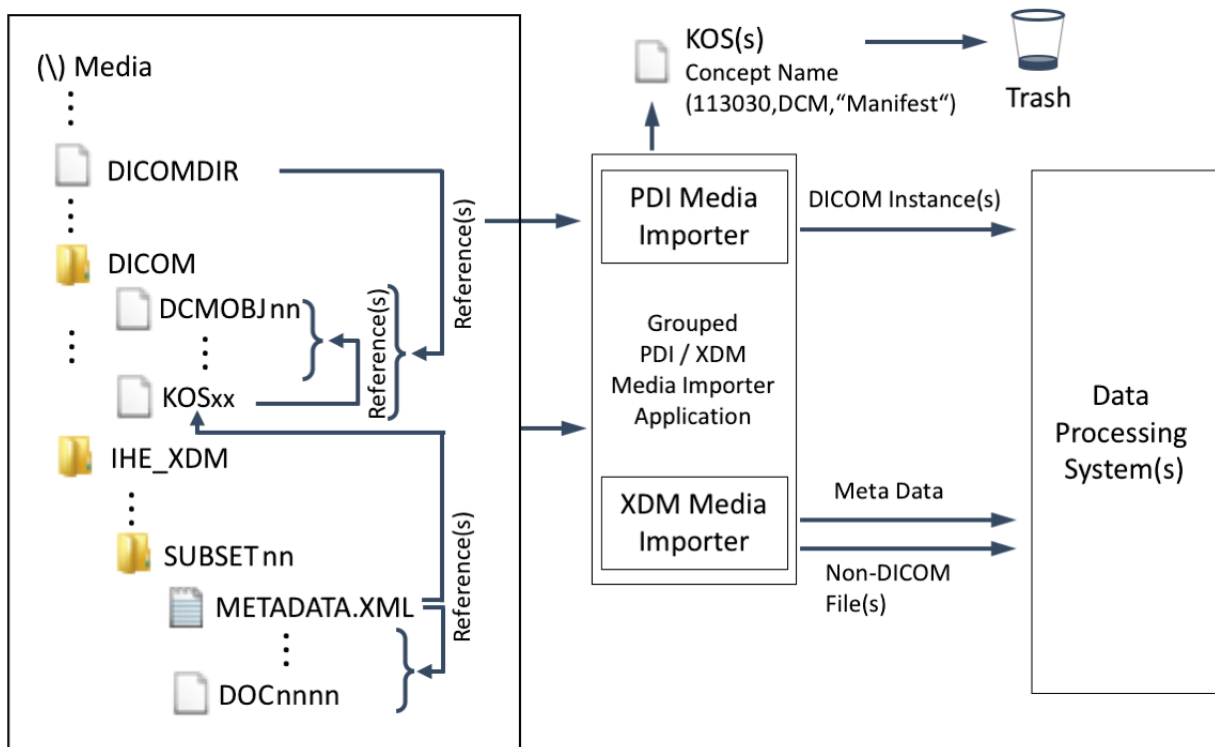 (\) Media
DICOMDIR
DICOM
DCMOBJnn
KOSxx
IHE_XDM
SUBSETnn
METADATA.XML
DOCnnnn
Reference(s)
Reference(s)
Reference(s)
KOS(s)
Concept Name
(113030,DCM,“Manifest“)
Trash
PDI Media
Importer
Grouped
PDI / XDM
Media Importer
Application
XDM Media
Importer
DICOM Instance(s)
Meta Data
Non-DICOM
File(s)
Data
Processing
System(s)